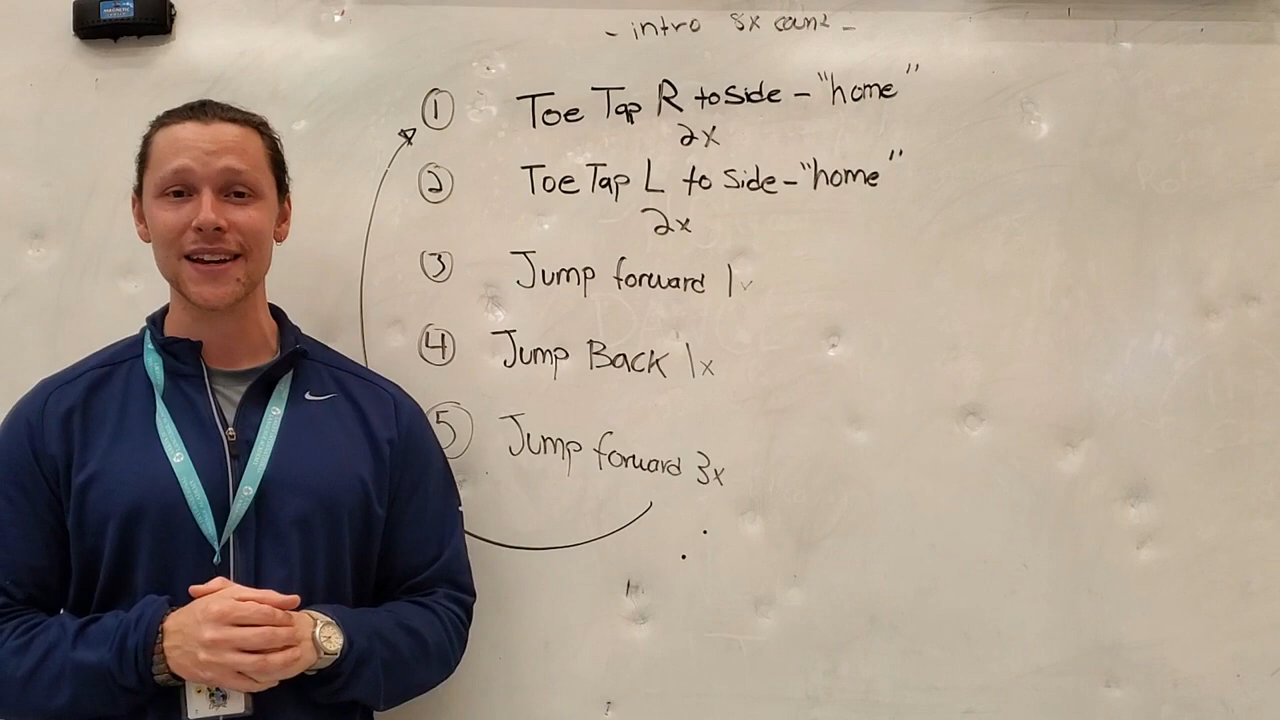 - intro 8x count -
① Toe Tap R to Side - "home"
2x
② Toe Tap L to Side - "home"
2x
③ Jump forward 1x
④ Jump Back 1x
⑤ Jump forward 3x